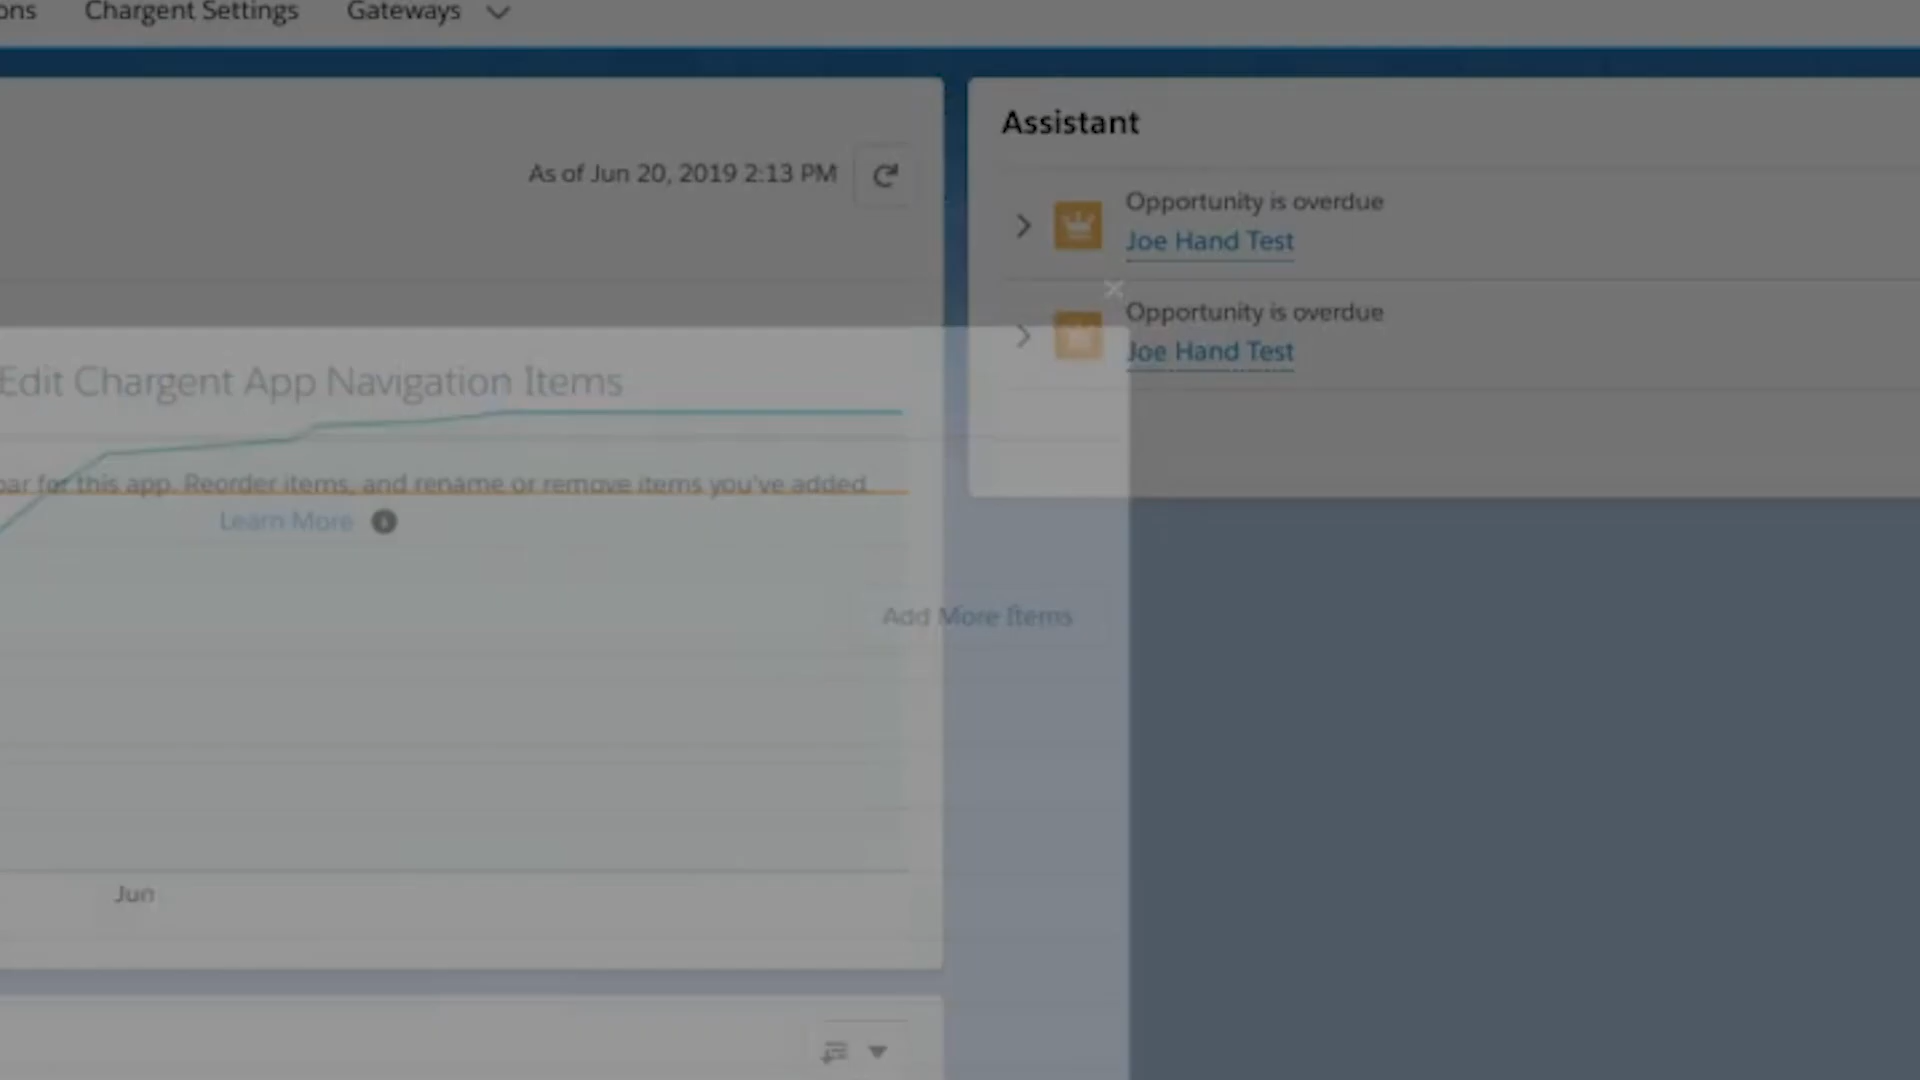 ons Chargent Settings Gateways
Assistant
As of Jun 20, 2019 2:13 PM
Opportunity is overdue
Joe Hand Test
Opportunity is overdue
Joe Hand Test
Edit Chargent App Navigation Items
bar for this app. Reorder items, and rename or remove items you've added.
Learn More
Add More Items
Jun